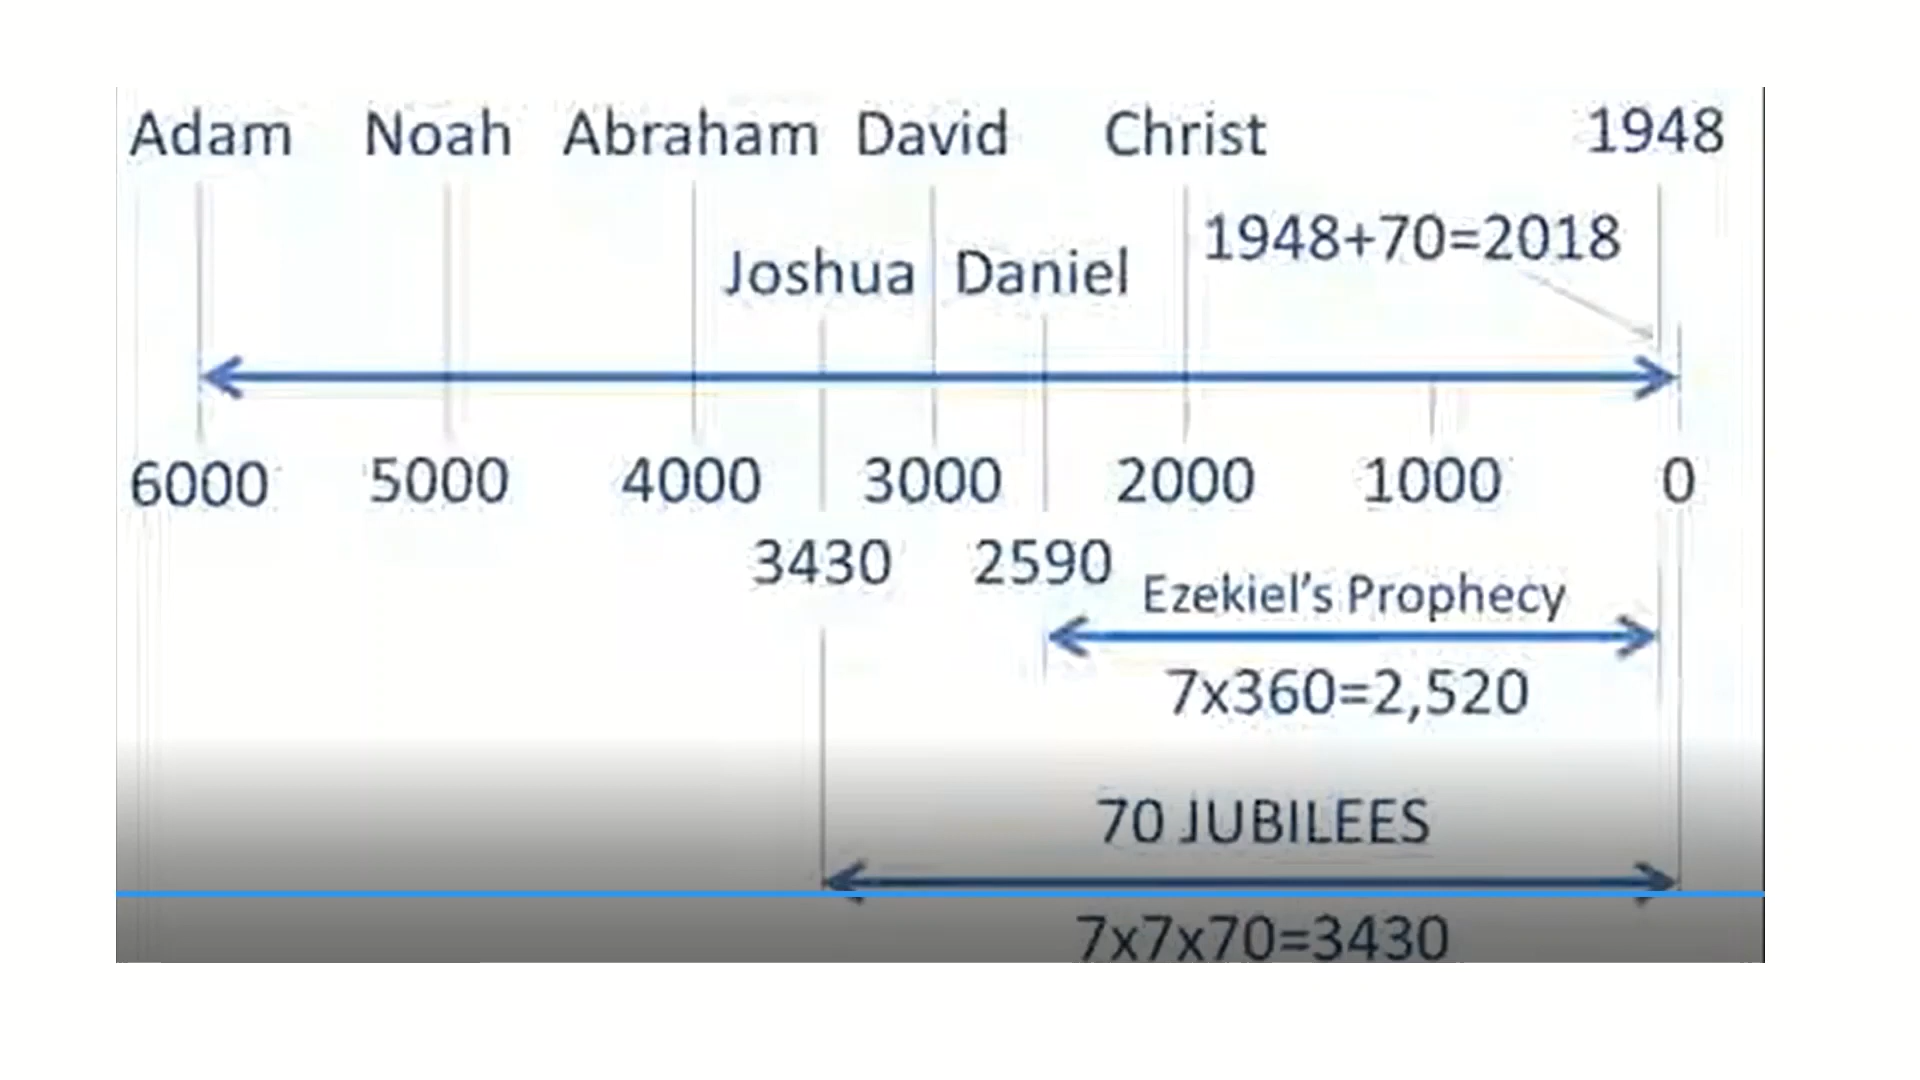 Adam Noah Abraham David Christ 1948
1948+70=2018
Joshua Daniel
6000 5000 4000 3000 2000 1000 0
3430 2590
Ezekiel's Prophecy
7x360=2,520
70 JUBILEES
7x7x70=3430